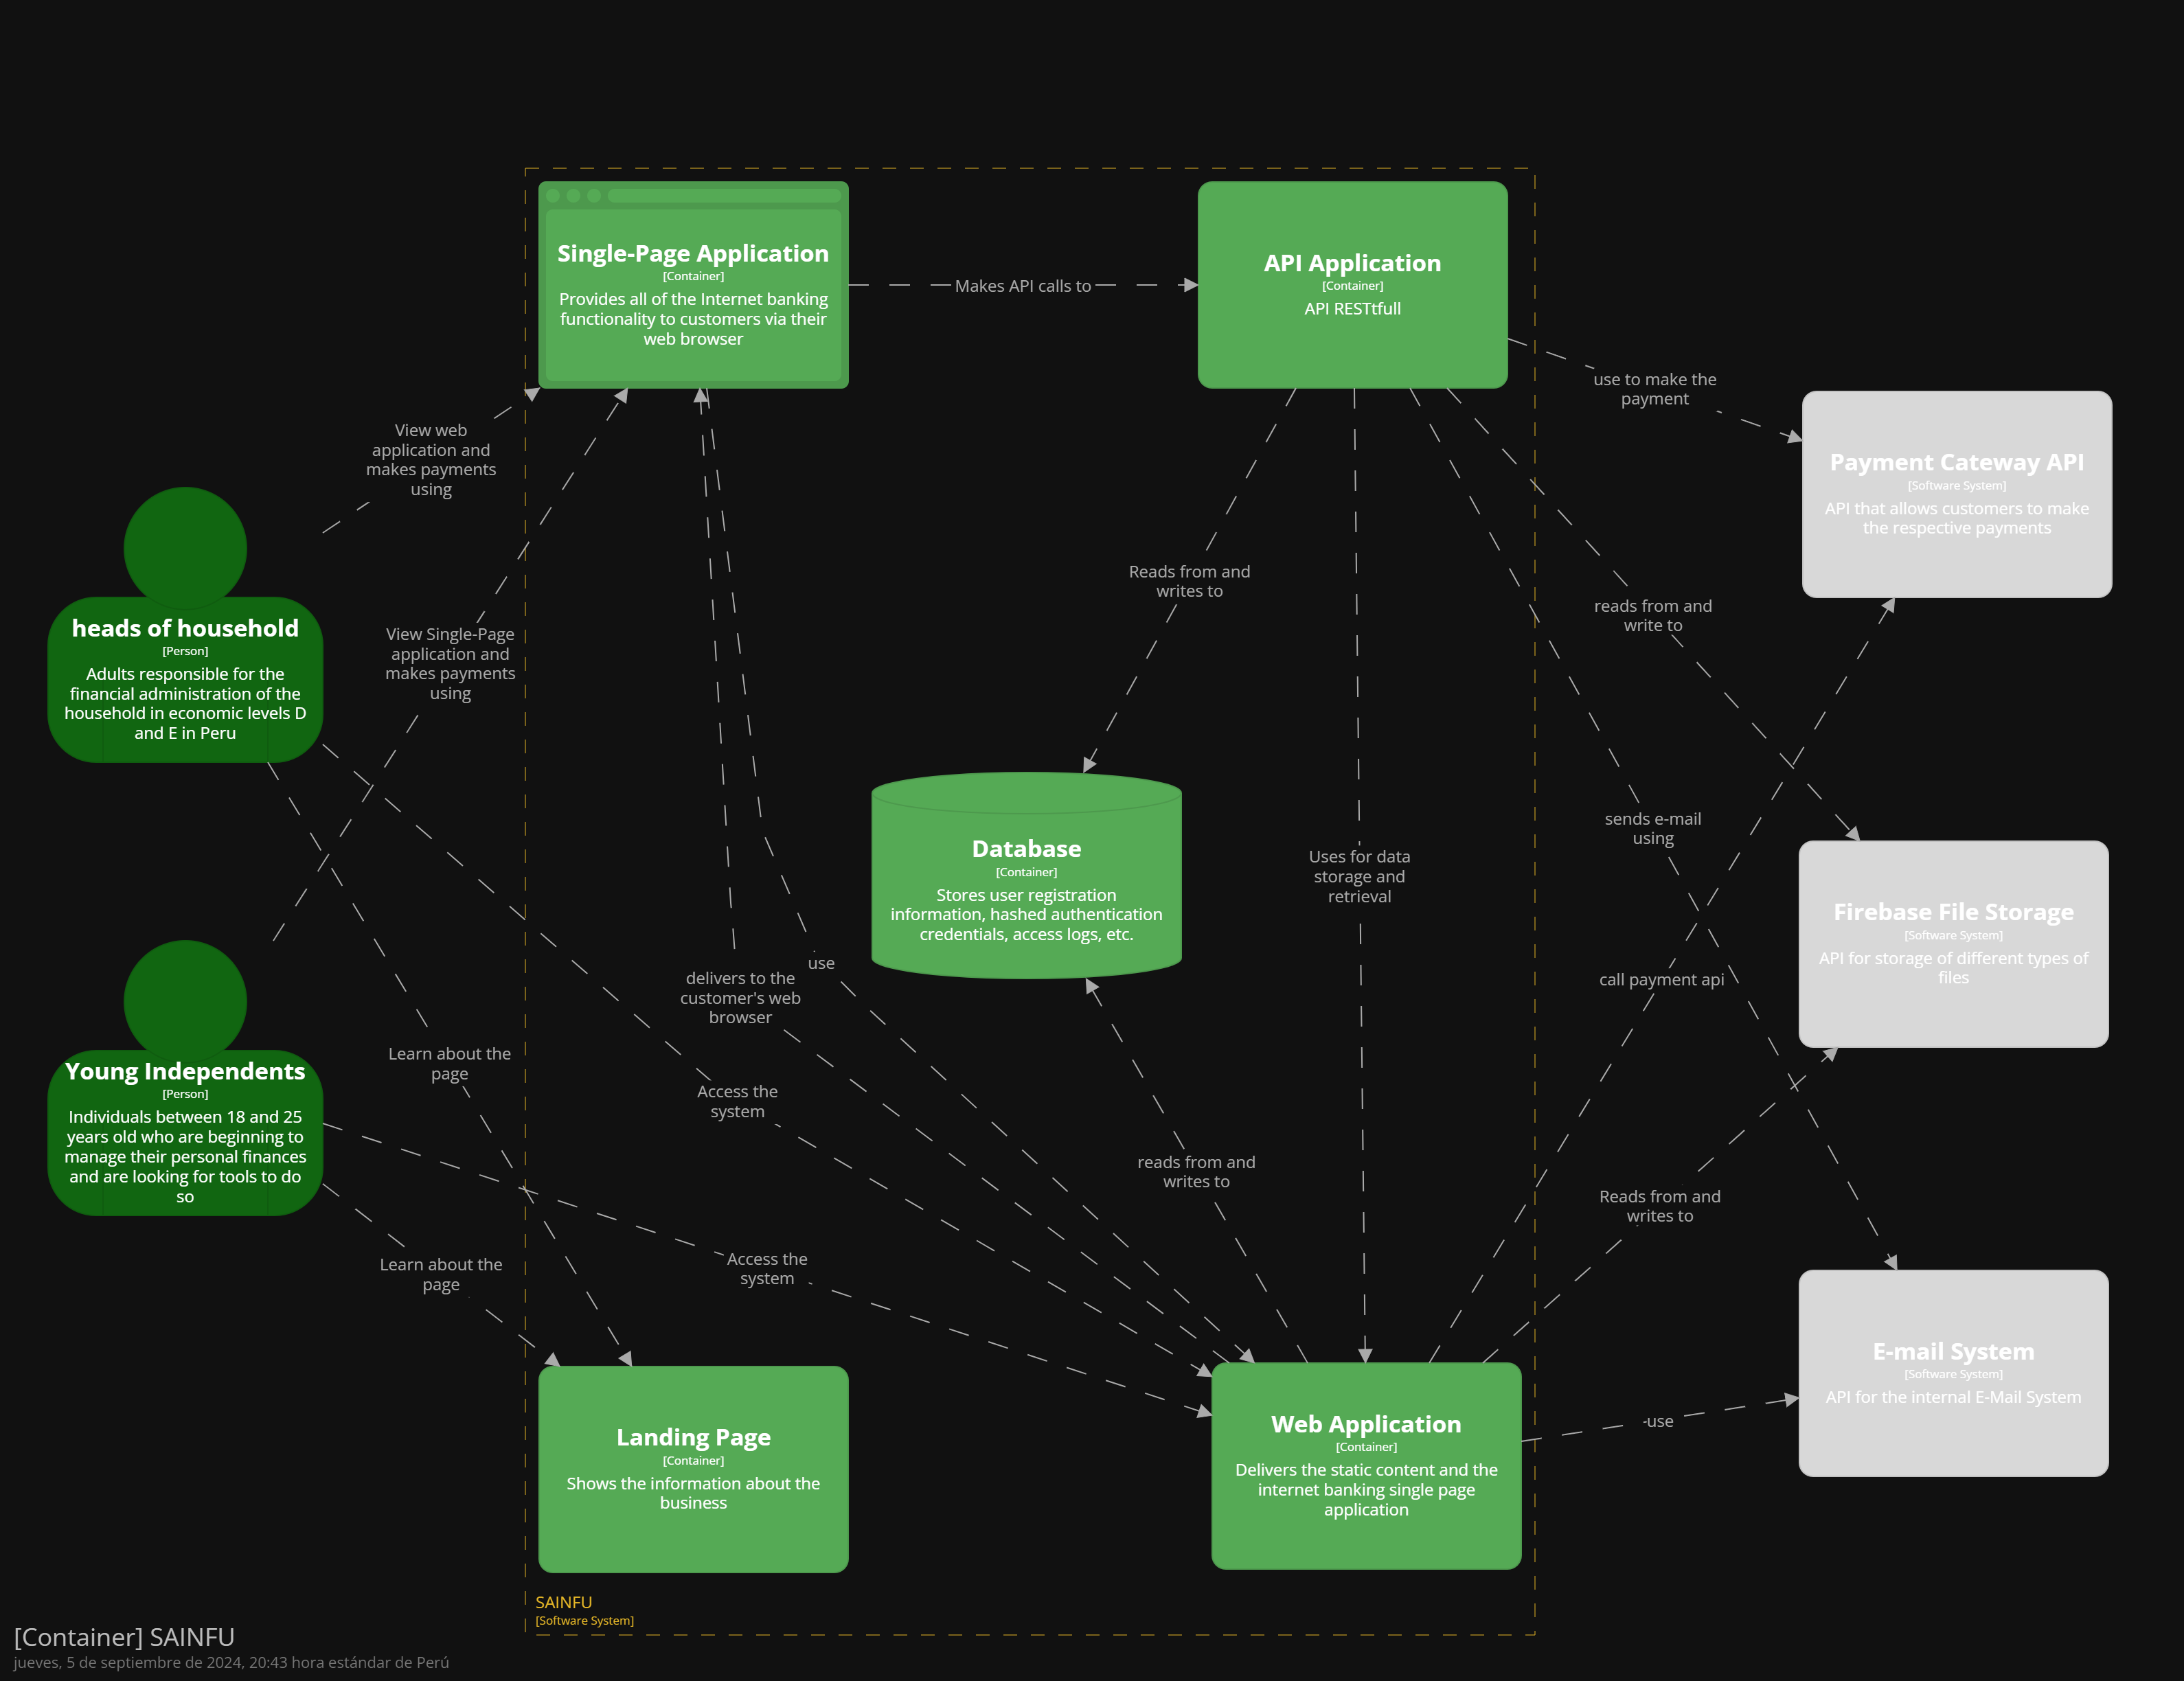 Single-Page Application
[Container]
Provides all of the Internet banking
functionality to customers via their
web browser
Makes API calls to
API Application
[Container]
API RESTtfull
use to make the
payment
View web
application and
makes payments
using
Payment Cateway API
[Software System]
API that allows customers to make
the respective payments
heads of household
[Person]
Adults responsible for the
financial administration of the
household in economic levels D
and E in Peru
View Single-Page
application and
makes payments
using
Reads from and
writes to
reads from and
write to
Database
[Container]
Stores user registration
information, hashed authentication
credentials, access logs, etc.
Uses for data
storage and
retrieval
sends e-mail
using
Firebase File Storage
[Software System]
API for storage of different types of
files
use
delivers to the
customer's web
browser
call payment api
Learn about the
page
Access the
system
Young Independents
[Person]
Individuals between 18 and 25
years old who are beginning to
manage their personal finances
and are looking for tools to do
so
reads from and
writes to
Reads from and
writes to
Learn about the
page
Access the
system
E-mail System
[Software System]
API for the internal E-Mail System
use
Landing Page
[Container]
Shows the information about the
business
Web Application
[Container]
Delivers the static content and the
internet banking single page
application
SAINFU
[Software System]
[Container] SAINFU
jueves, 5 de septiembre de 2024, 20:43 hora estándar de Perú